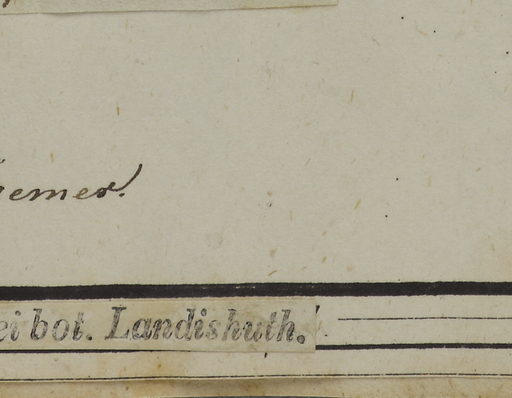 emer.
ei bot. Landishuth.